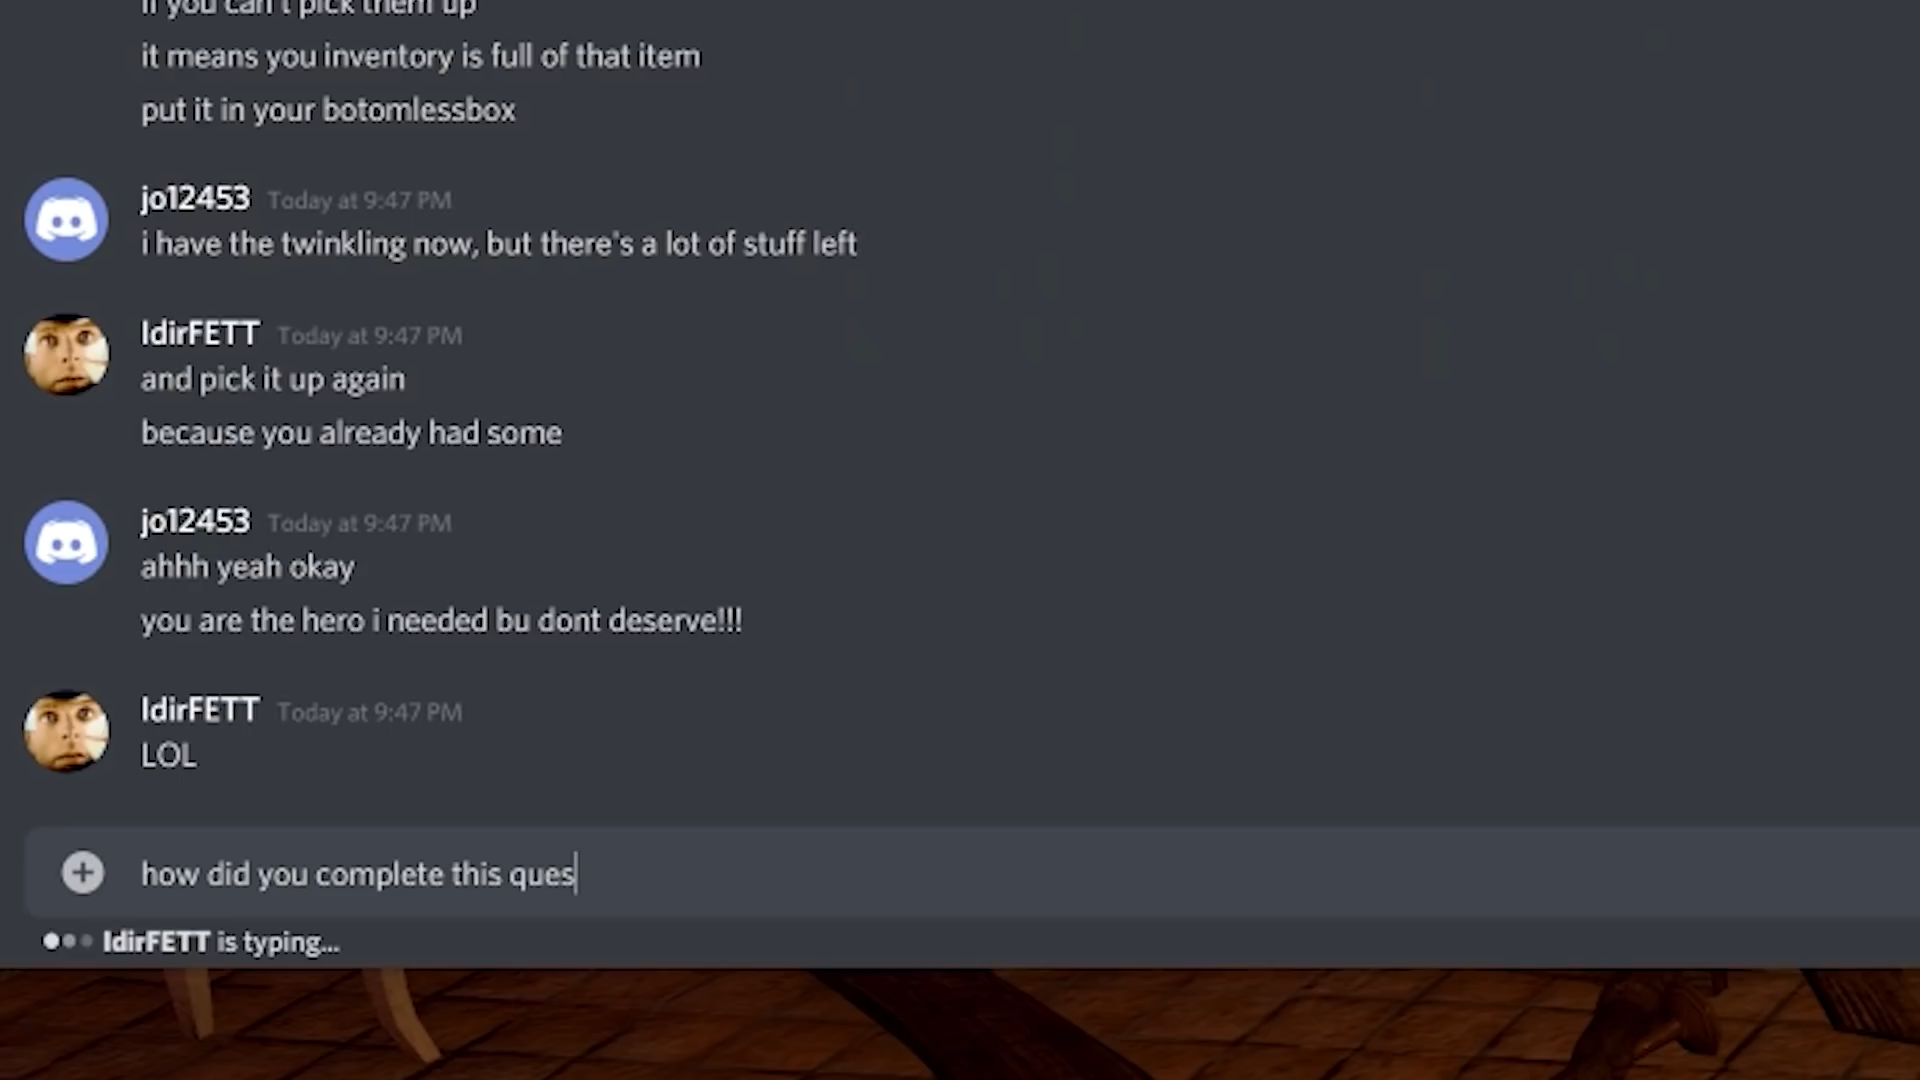 if you can't pick them up
it means you inventory is full of that item
put it in your botomlessbox
jo12453 Today at 9:47 PM
i have the twinkling now, but there's a lot of stuff left
IdirFETT Today at 9:47 PM
and pick it up again
because you already had some
jo12453 Today at 9:47 PM
ahhh yeah okay
you are the hero i needed bu dont deserve!!!
IdirFETT Today at 9:47 PM
LOL
how did you complete this ques
IdirFETT is typing...